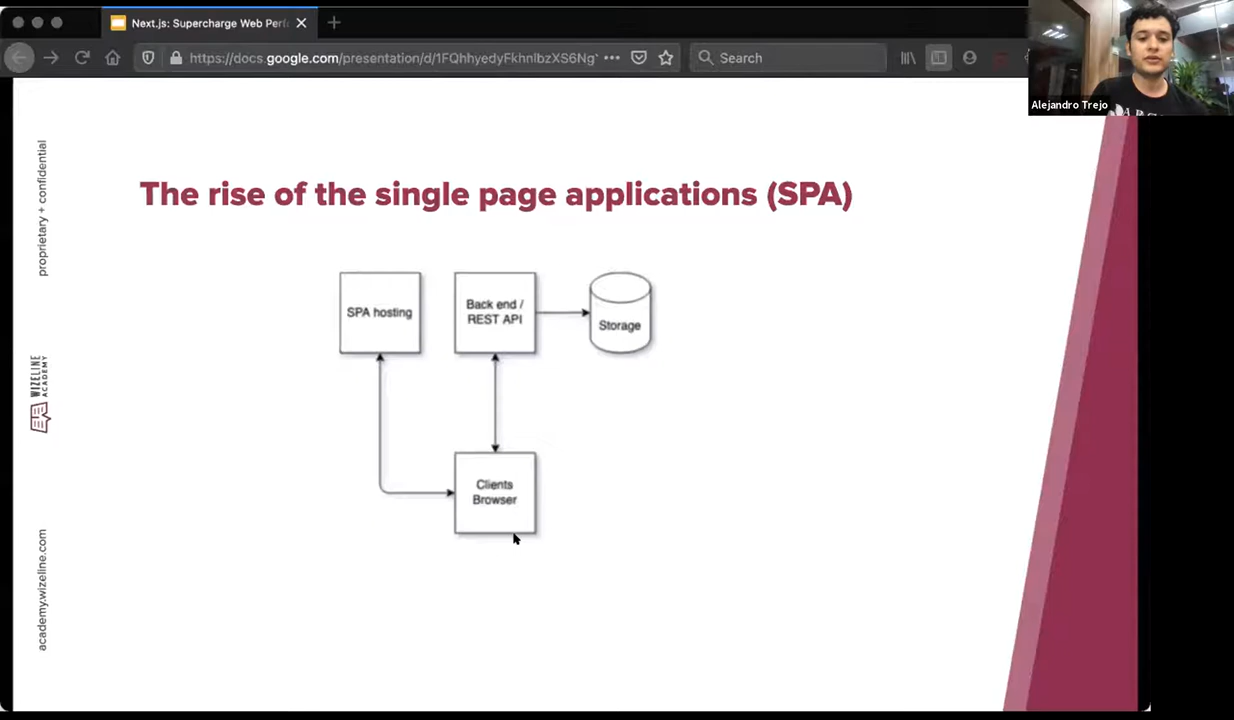 Next.js: Supercharge Web Perf
https://docs.google.com/presentation/d/1FQhhyedyFkhnlbzXS6Ng
Search
Alejandro Trejo
proprietary + confidential
WIZELINE
ACADEMY
academy.wizeline.com
The rise of the single page applications (SPA)
SPA hosting
Back end /
REST API
Storage
Clients
Browser